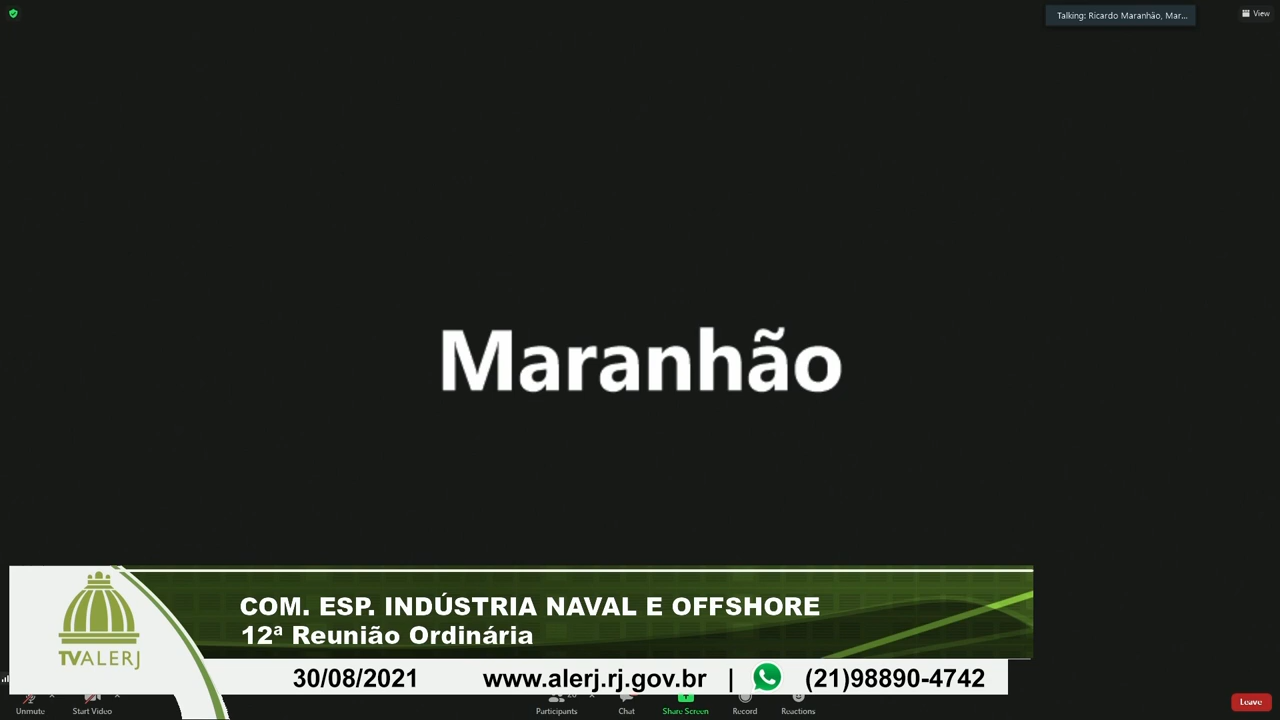 Talking: Ricardo Maranhão, Mar...
View
Maranhão
COM. ESP. INDÚSTRIA NAVAL E OFFSHORE
12ª Reunião Ordinária
TVALERJ
30/08/2021 www.alerj.rj.gov.br | (21)98890-4742
Unmute Start Video Participants Chat Share Screen Record Reactions Leave